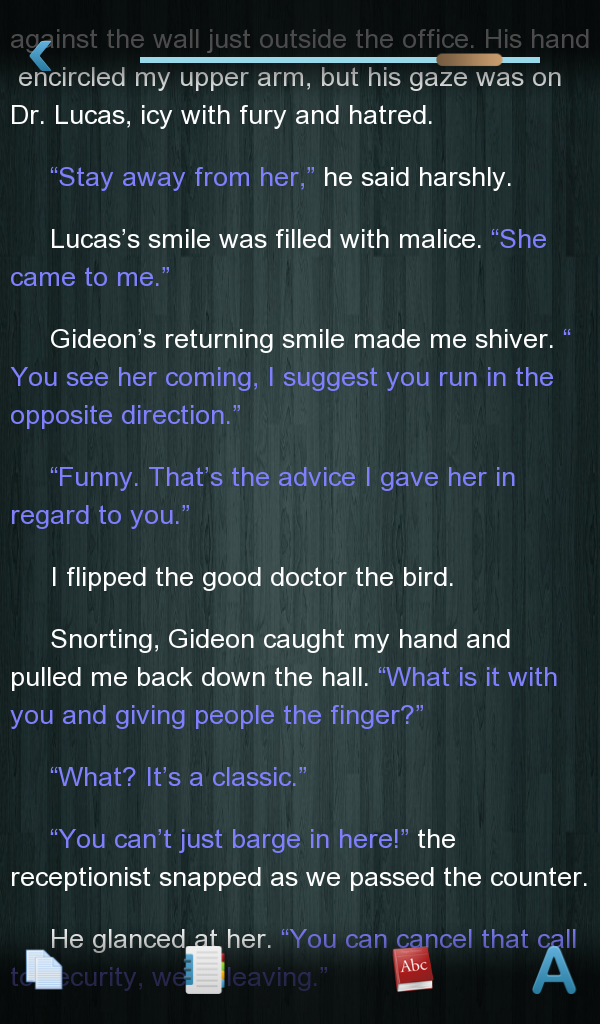 against the wall just outside the office. His hand
encircled my upper arm, but his gaze was on
Dr. Lucas, icy with fury and hatred.
“Stay away from her,” he said harshly.
Lucas’s smile was filled with malice. “She
came to me.”
Gideon’s returning smile made me shiver. “
You see her coming, I suggest you run in the
opposite direction.”
“Funny. That’s the advice I gave her in
regard to you.”
I flipped the good doctor the bird.
Snorting, Gideon caught my hand and
pulled me back down the hall. “What is it with
you and giving people the finger?”
“What? It’s a classic.”
“You can’t just barge in here!” the
receptionist snapped as we passed the counter.
He glanced at her. “You can cancel that call
leaving.”
Abc
A